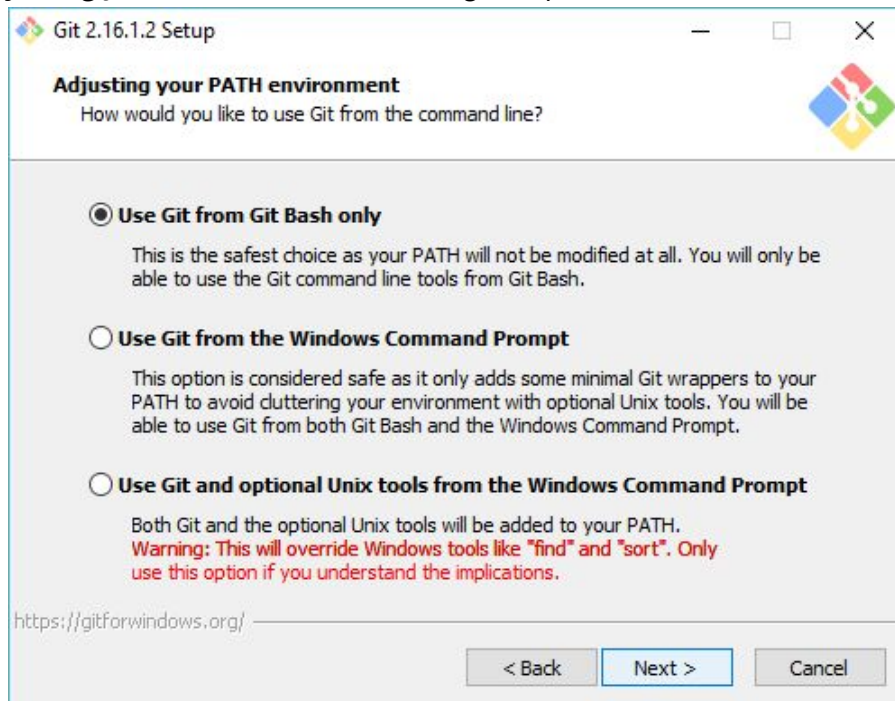 Git 2.16.1.2 Setup
Adjusting your PATH environment
How would you like to use Git from the command line?
Use Git from Git Bash only
This is the safest choice as your PATH will not be modified at all. You will only be
able to use the Git command line tools from Git Bash.
Use Git from the Windows Command Prompt
This option is considered safe as it only adds some minimal Git wrappers to your
PATH to avoid cluttering your environment with optional Unix tools. You will be
able to use Git from both Git Bash and the Windows Command Prompt.
Use Git and optional Unix tools from the Windows Command Prompt
Both Git and the optional Unix tools will be added to your PATH.
Warning: This will override Windows tools like "find" and "sort". Only
use this option if you understand the implications.
https://gitforwindows.org/
< Back Next > Cancel